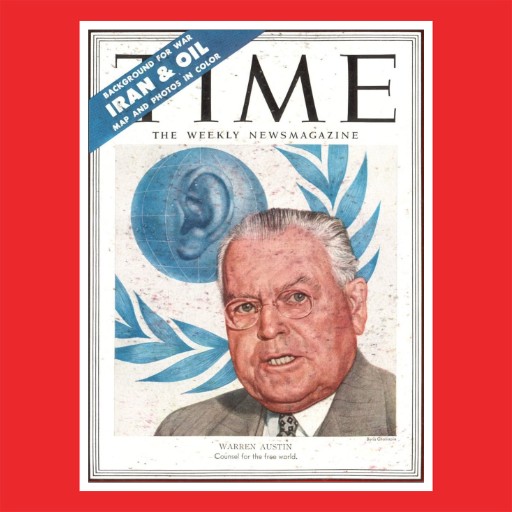 BACKGROUND FOR WAR
IRAN & OIL
MAP AND PHOTOS IN COLOR
TIME
THE WEEKLY NEWSMAGAZINE
WARREN AUSTIN
Counsel for the free world.